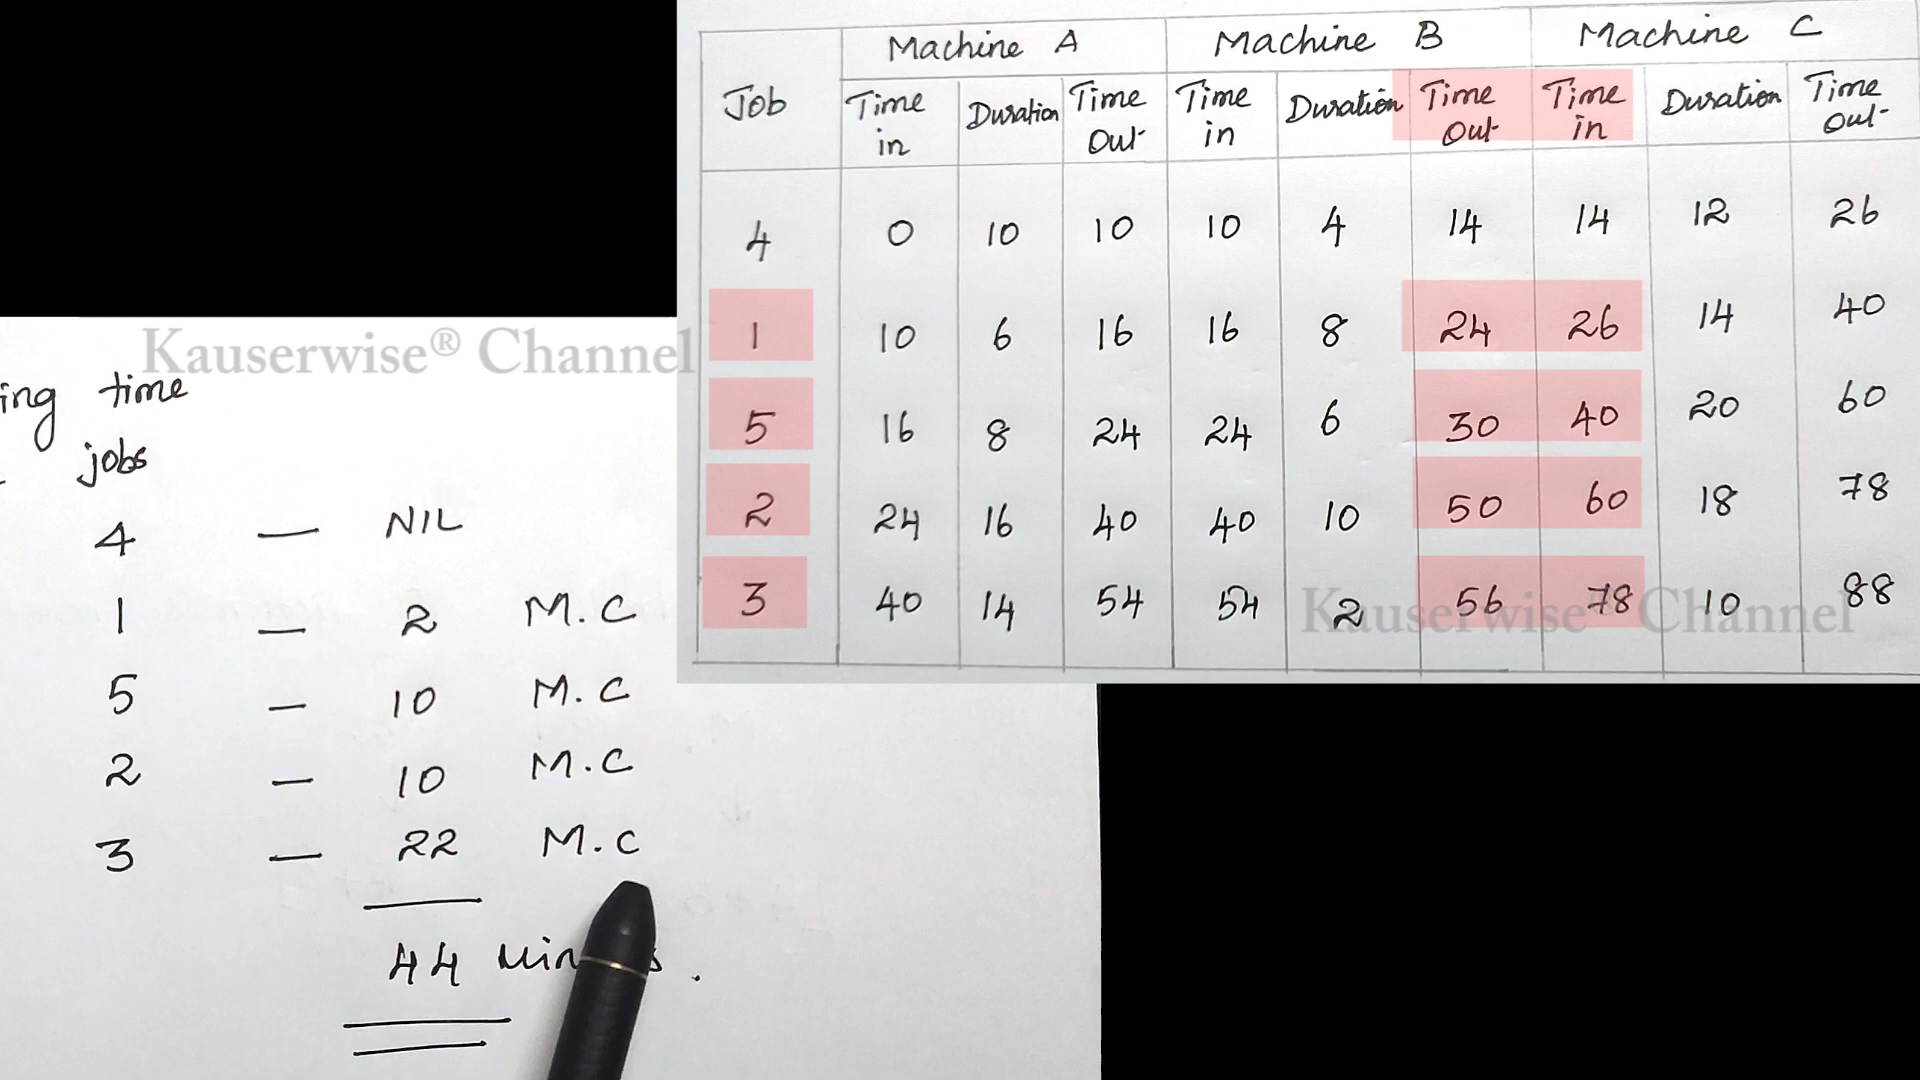 Machine A Machine B Machine C
Job Time in Duration Time Out Time in Duration Time Out Time in Duration Time Out
4 0 10 10 10 4 14 14 12 26
1 10 6 16 16 8 24 26 14 40
5 16 8 24 24 6 30 40 20 60
2 24 16 40 40 10 50 60 18 78
3 40 14 54 54 2 56 78 10 88
Kauserwise® Channel
Kauserwise® Channel
ing time
jobs
4 — NIL
1 — 2 M.C
5 — 10 M.C
2 — 10 M.C
3 — 22 M.C
44